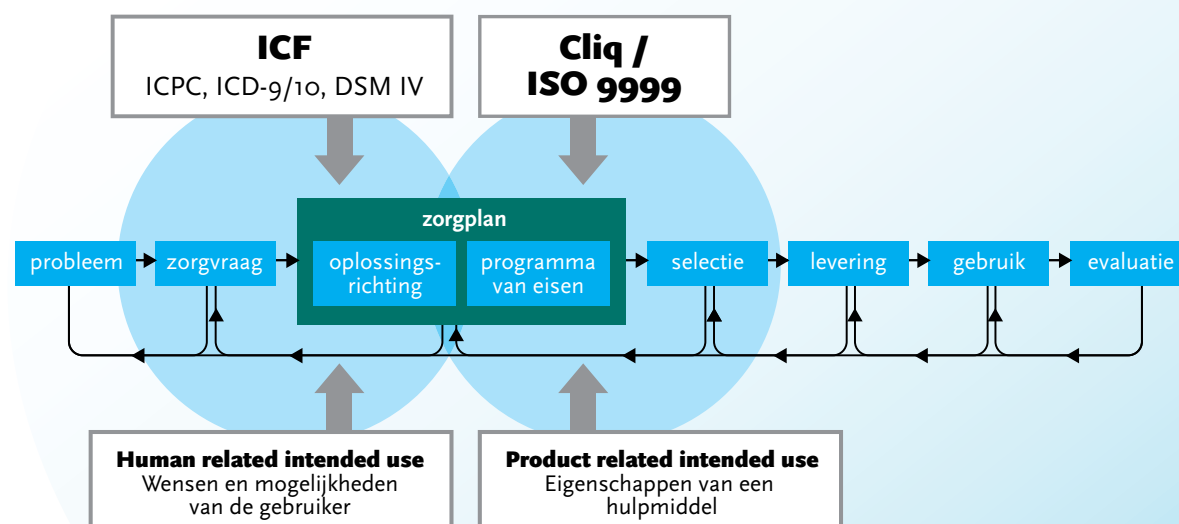 ICF
ICPC, ICD-9/10, DSM IV
Cliq /
ISO 9999
zorgplan
probleem
zorgvraag
oplossings-
richting
programma
van eisen
selectie
levering
gebruik
evaluatie
Human related intended use
Wensen en mogelijkheden
van de gebruiker
Product related intended use
Eigenschappen van een
hulpmiddel